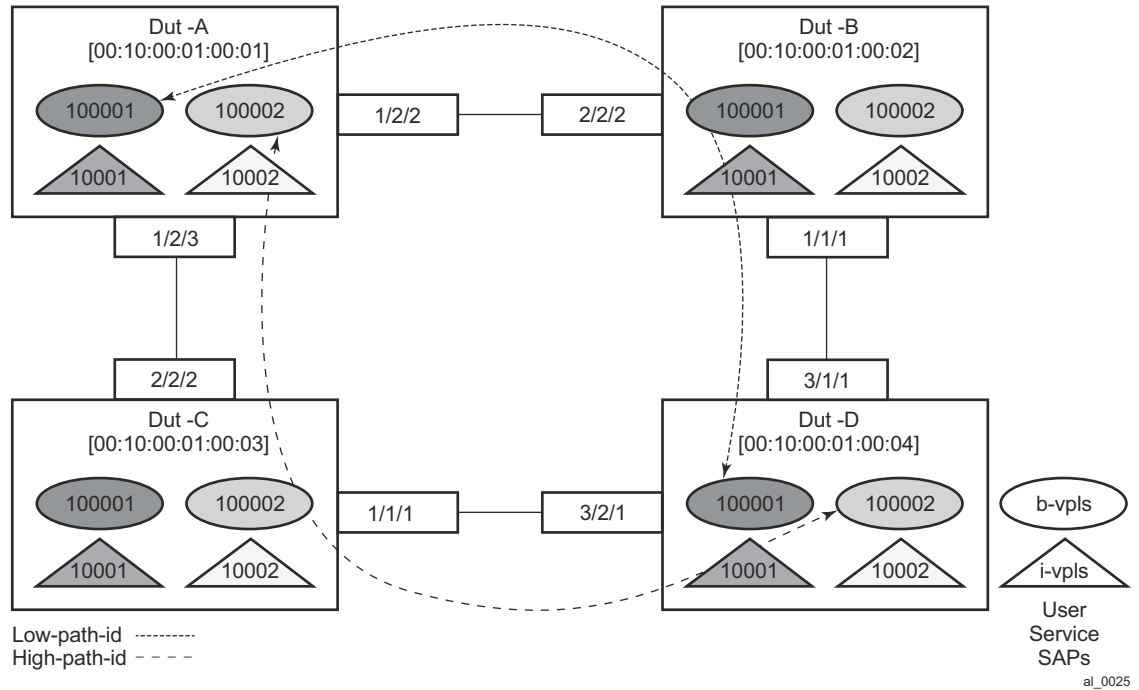 Dut -A
[00:10:00:01:00:01]
100001
100002
10001
10002
1/2/2
2/2/2
Dut -B
[00:10:00:01:00:02]
100001
100002
10001
10002
1/2/3
1/1/1
2/2/2
3/1/1
Dut -C
[00:10:00:01:00:03]
100001
100002
10001
10002
1/1/1
3/2/1
Dut -D
[00:10:00:01:00:04]
100001
100002
10001
10002
b-vpls
i-vpls
User
Service
SAPs
Low-path-id
High-path-id
al_0025